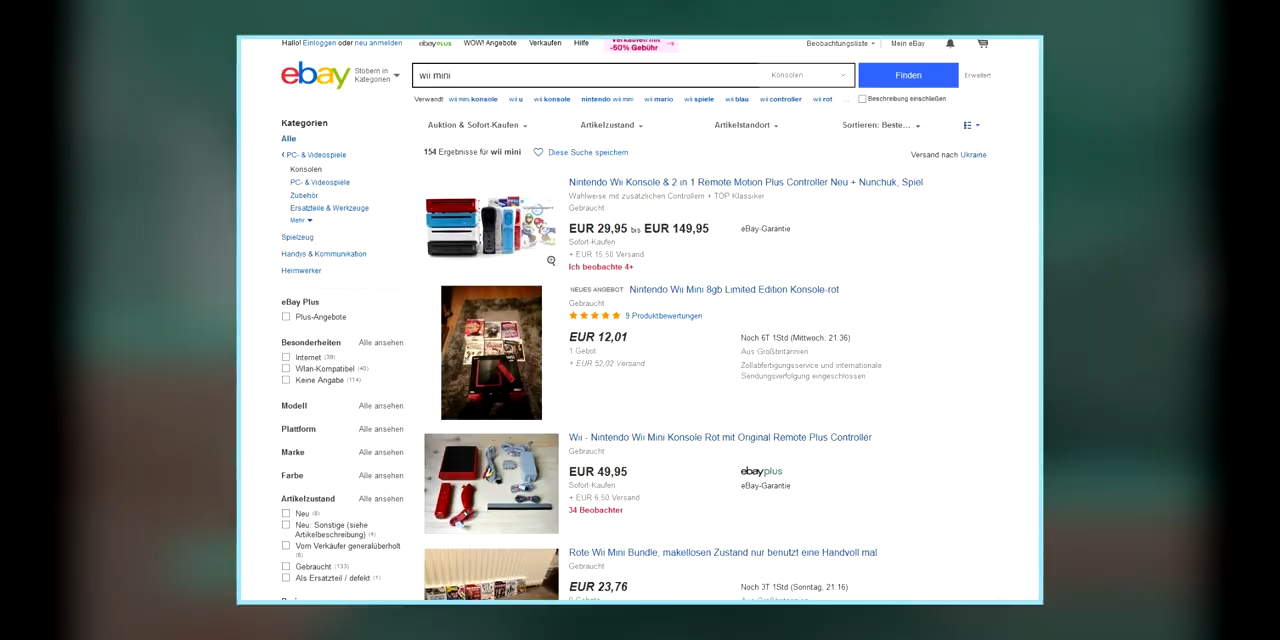 Hallo! Einloggen oder neu anmelden ebay PLUS WOW! Angebote Verkaufen Hilfe Verkaufen mit -50% Gebühr → Beobachtungsliste Mein eBay
ebay Stöbern in Kategorien wii mini Konsolen Finden Erweitert
Verwandt: wii mini konsole wii u wii konsole nintendo wii mini wii mario wii spiele wii blau wii controller wii rot ... Beschreibung einschließen
Kategorien
Alle
PC- & Videospiele
Konsolen
PC- & Videospiele
Zubehör
Ersatzteile & Werkzeuge
Mehr
Spielzeug
Handys & Kommunikation
Heimwerker
eBay Plus
Plus-Angebote
Besonderheiten Alle ansehen
Internet (39)
Wlan-Kompatibel (40)
Keine Angabe (114)
Modell Alle ansehen
Plattform Alle ansehen
Marke Alle ansehen
Farbe Alle ansehen
Artikelzustand Alle ansehen
Neu (8)
Neu: Sonstige (siehe
Artikelbeschreibung) (4)
Vom Verkäufer generalüberholt
Gebraucht (133)
Als Ersatzteil / defekt (1)
Auktion & Sofort-Kaufen Artikelzustand Artikelstandort Sortieren: Beste...
154 Ergebnisse für wii mini Diese Suche speichern Versand nach Ukraine
Nintendo Wii Konsole & 2 in 1 Remote Motion Plus Controller Neu + Nunchuk, Spiel
Wahlweise mit zusätzlichen Controllern + TOP Klassiker
Gebraucht
EUR 29,95 bis EUR 149,95 eBay-Garantie
Sofort-Kaufen
+ EUR 15,50 Versand
Ich beobachte 4+
NEUES ANGEBOT Nintendo Wii Mini 8gb Limited Edition Konsole-rot
Gebraucht
9 Produktbewertungen
EUR 12,01 Noch 6T 1Std (Mittwoch, 21:36)
1 Gebot Aus Großbritannien
+ EUR 52,02 Versand Zollabfertigungsservice und internationale
Sendungsverfolgung eingeschlossen
Wii - Nintendo Wii Mini Konsole Rot mit Original Remote Plus Controller
Gebraucht
EUR 49,95 ebayplus
Sofort-Kaufen eBay-Garantie
+ EUR 6,50 Versand
34 Beobachter
Rote Wii Mini Bundle, makellosen Zustand nur benutzt eine Handvoll mal
Gebraucht
EUR 23,76 Noch 3T 1Std (Sonntag, 21:16)